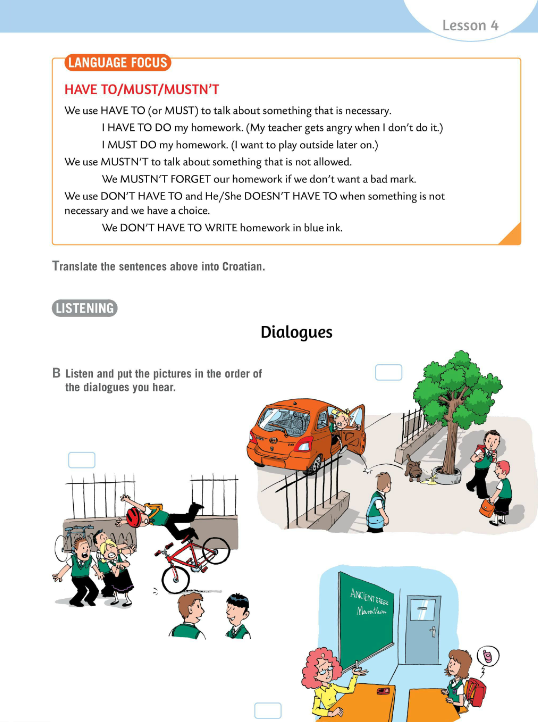 Lesson 4
LANGUAGE FOCUS
HAVE TO/MUST/MUSTN'T
We use HAVE TO (or MUST) to talk about something that is necessary.
I HAVE TO DO my homework. (My teacher gets angry when I don't do it.)
I MUST DO my homework. (I want to play outside later on.)
We use MUSTN'T to talk about something that is not allowed.
We MUSTN'T FORGET our homework if we don't want a bad mark.
We use DON'T HAVE TO and He/She DOESN'T HAVE TO when something is not
necessary and we have a choice.
We DON'T HAVE TO WRITE homework in blue ink.
Translate the sentences above into Croatian.
LISTENING
Dialogues
B Listen and put the pictures in the order of
the dialogues you hear.
ANCIENT